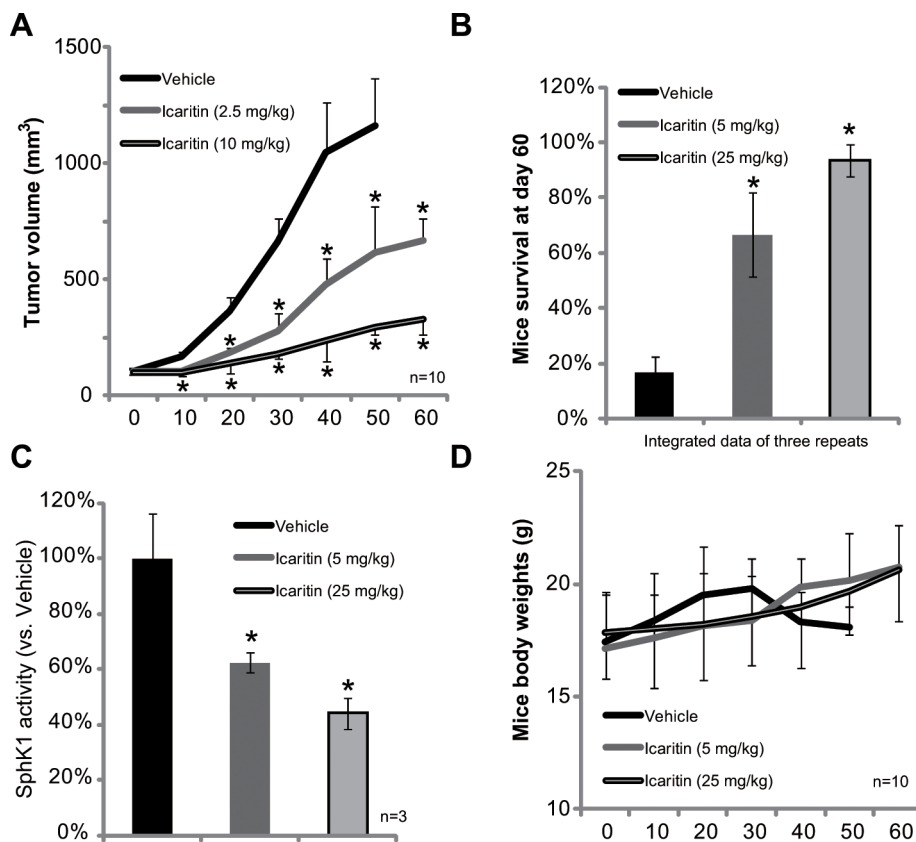 A
Tumor volume (mm³)
1500
1000
500
0
Vehicle
Icaritin (2.5 mg/kg)
Icaritin (10 mg/kg)
* * * * *
* * * * * *
n=10
0 10 20 30 40 50 60
B
Mice survival at day 60
120%
100%
80%
60%
40%
20%
0%
Vehicle
Icaritin (5 mg/kg)
Icaritin (25 mg/kg)
* *
Integrated data of three repeats
C
SphK1 activity (vs. Vehicle)
120%
100%
80%
60%
40%
20%
0%
Vehicle
Icaritin (5 mg/kg)
Icaritin (25 mg/kg)
* *
n=3
D
Mice body weights (g)
25
20
15
10
Vehicle
Icaritin (5 mg/kg)
Icaritin (25 mg/kg)
n=10
0 10 20 30 40 50 60